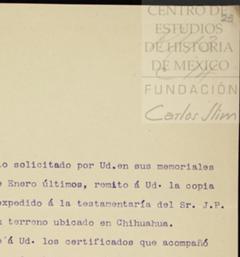 CENTRO DE
ESTUDIOS
DE HISTORIA
DE MEXICO
FUNDACIÓN
Carlos Slim
lo solicitado por Ud.en sus memoriales
Enero últimos, remito á Ud. la copia
expedido á la testamentaría del Sr. J.P.
terreno ubicado en Chihuahua.
á Ud. los certificados que acompañó